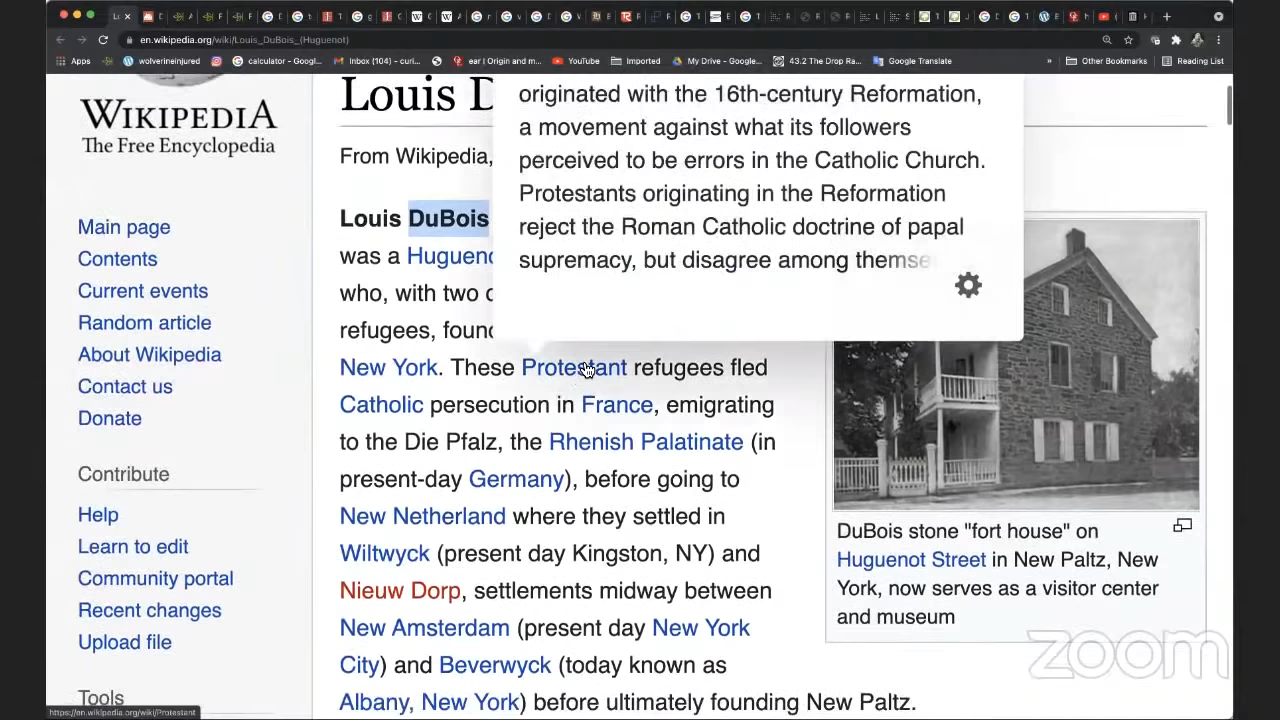 en.wikipedia.org/wiki/Louis_DuBois_(Huguenot)
Apps wolverineinjured calculator - Googl... Inbox (104) - curi... ear | Origin and m... YouTube Imported My Drive - Google... 43.2 The Drop Ra... Google Translate » Other Bookmarks Reading List
WIKIPEDIA
The Free Encyclopedia
Main page
Contents
Current events
Random article
About Wikipedia
Contact us
Donate
Contribute
Help
Learn to edit
Community portal
Recent changes
Upload file
Tools
Louis D
From Wikipedia,
originated with the 16th-century Reformation,
a movement against what its followers
perceived to be errors in the Catholic Church.
Protestants originating in the Reformation
reject the Roman Catholic doctrine of papal
supremacy, but disagree among themse
Louis DuBois
was a Huguenc
who, with two c
refugees, founc
New York. These Protestant refugees fled
Catholic persecution in France, emigrating
to the Die Pfalz, the Rhenish Palatinate (in
present-day Germany), before going to
New Netherland where they settled in
Wiltwyck (present day Kingston, NY) and
Nieuw Dorp, settlements midway between
New Amsterdam (present day New York
City) and Beverwyck (today known as
Albany, New York) before ultimately founding New Paltz.
DuBois stone "fort house" on
Huguenot Street in New Paltz, New
York, now serves as a visitor center
and museum
zoom
https://en.wikipedia.org/wiki/Protestant